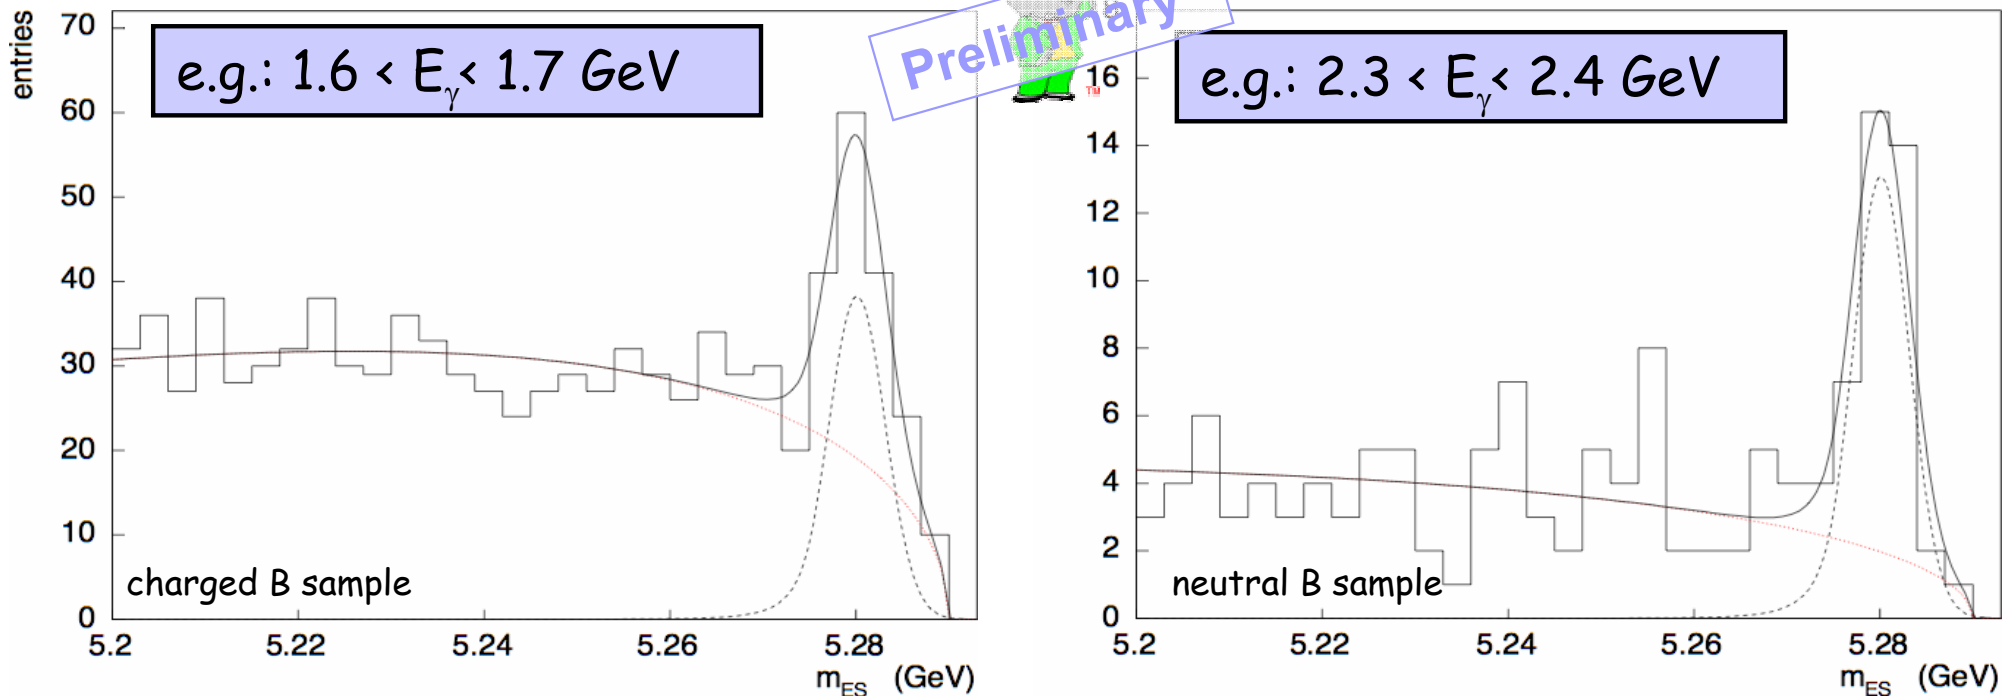 Preliminary
entries
70
60
50
40
30
20
10
0
e.g.: 1.6 < Eγ < 1.7 GeV
charged B sample
5.2 5.22 5.24 5.26 5.28
mES (GeV)
TM
16
14
12
10
8
6
4
2
0
e.g.: 2.3 < Eγ < 2.4 GeV
neutral B sample
5.2 5.22 5.24 5.26 5.28
mES (GeV)